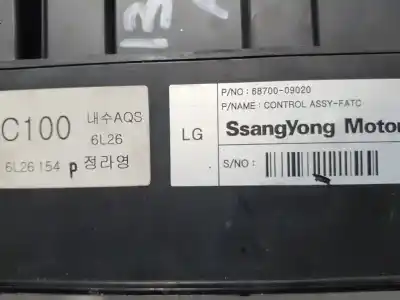 C100 내수AQS
6L26
6L26 154 P 정라영
LG
P/NO : 68700-09020
P/NAME : CONTROL ASSY-FATC
SsangYong Motor
S/NO :